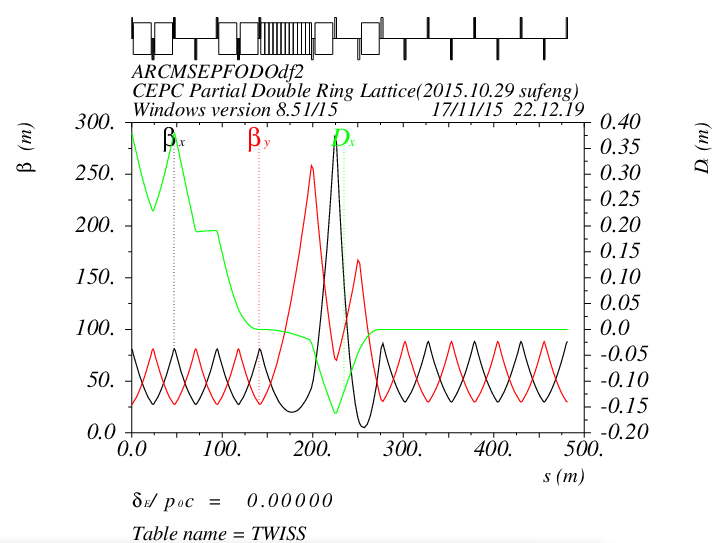 ARCMSEPFODOdf2
CEPC Partial Double Ring Lattice(2015.10.29 sufeng)
Windows version 8.51/15 17/11/15 22.12.19
β (m)
300.
250.
200.
150.
100.
50.
0.0
βx
βy
Dx
0.40
0.35
0.30
0.25
0.20
0.15
0.10
0.05
0.0
-0.05
-0.10
-0.15
-0.20
Dx (m)
0.0 100. 200. 300. 400. 500.
s (m)
δE/ p0c = 0.00000
Table name = TWISS